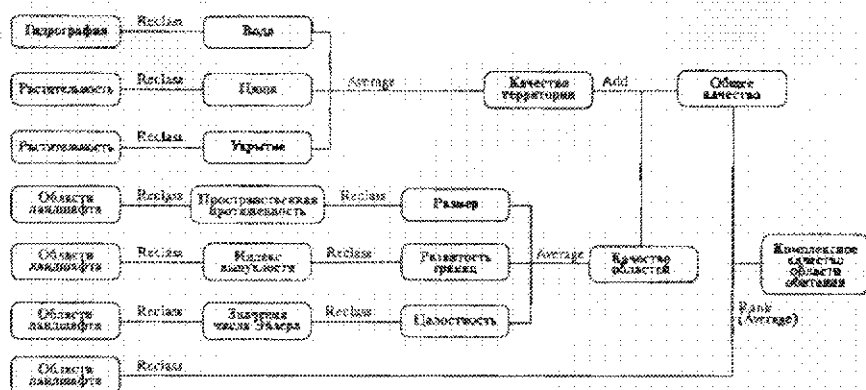 Гидрография Reclass Вода
Растительность Reclass Пища Average Качество территории Add Общее качество
Растительность Reclass Укрытие
Области ландшафта Reclass Пространственная протяженность Reclass Размер
Области ландшафта Reclass Индекс выпуклости Reclass Развитость границ Average Качество областей Комплексное качество области обитания
Области ландшафта Reclass Значения числа Эйлера Reclass Целостность Rank (Average)
Области ландшафта Reclass